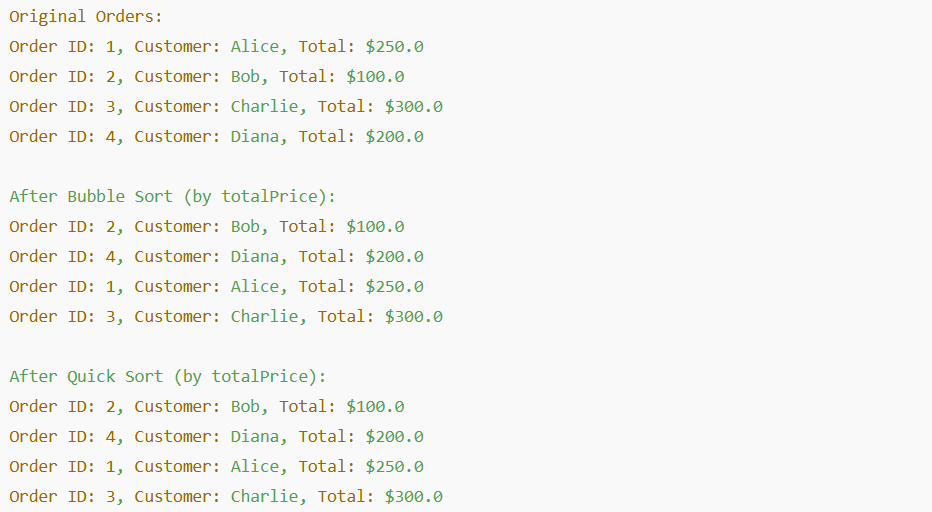 Original Orders:
Order ID: 1, Customer: Alice, Total: $250.0
Order ID: 2, Customer: Bob, Total: $100.0
Order ID: 3, Customer: Charlie, Total: $300.0
Order ID: 4, Customer: Diana, Total: $200.0

After Bubble Sort (by totalPrice):
Order ID: 2, Customer: Bob, Total: $100.0
Order ID: 4, Customer: Diana, Total: $200.0
Order ID: 1, Customer: Alice, Total: $250.0
Order ID: 3, Customer: Charlie, Total: $300.0

After Quick Sort (by totalPrice):
Order ID: 2, Customer: Bob, Total: $100.0
Order ID: 4, Customer: Diana, Total: $200.0
Order ID: 1, Customer: Alice, Total: $250.0
Order ID: 3, Customer: Charlie, Total: $300.0